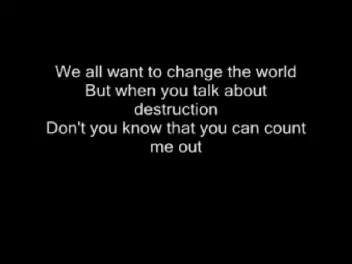 We all want to change the world
But when you talk about
destruction
Don't you know that you can count
me out